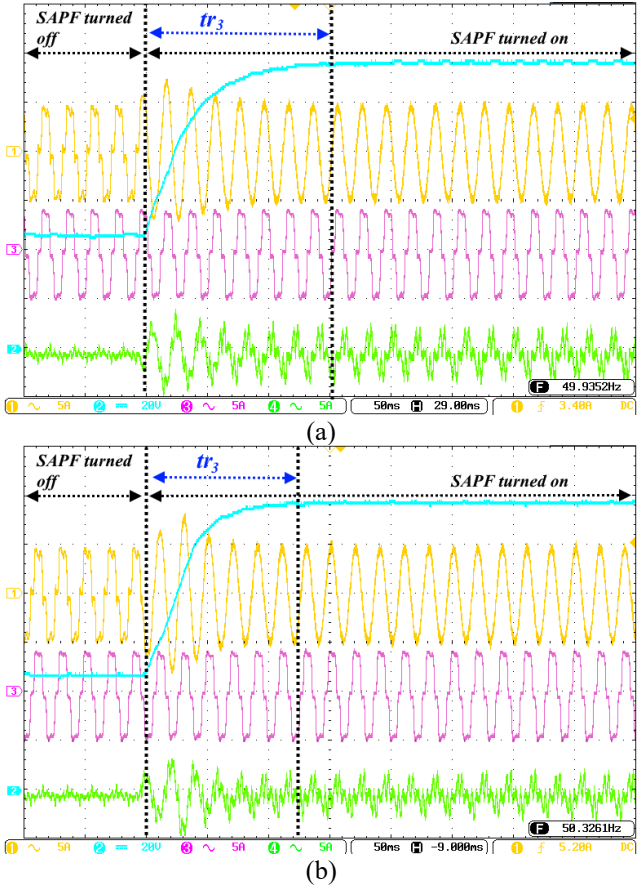 SAPF turned off
tr3
SAPF turned on
1
3
2
F 49.9352Hz
1 ∿ 5A 2 ⎓ 20V 3 ∿ 5A 4 ∿ 5A 50ms H 29.00ms 1 ƒ 3.40A DC
(a)
SAPF turned off
tr3
SAPF turned on
1
3
2
F 50.3261Hz
1 ∿ 5A 2 ⎓ 20V 3 ∿ 5A 4 ∿ 5A 50ms H -9.000ms 1 ƒ 5.20A DC
(b)